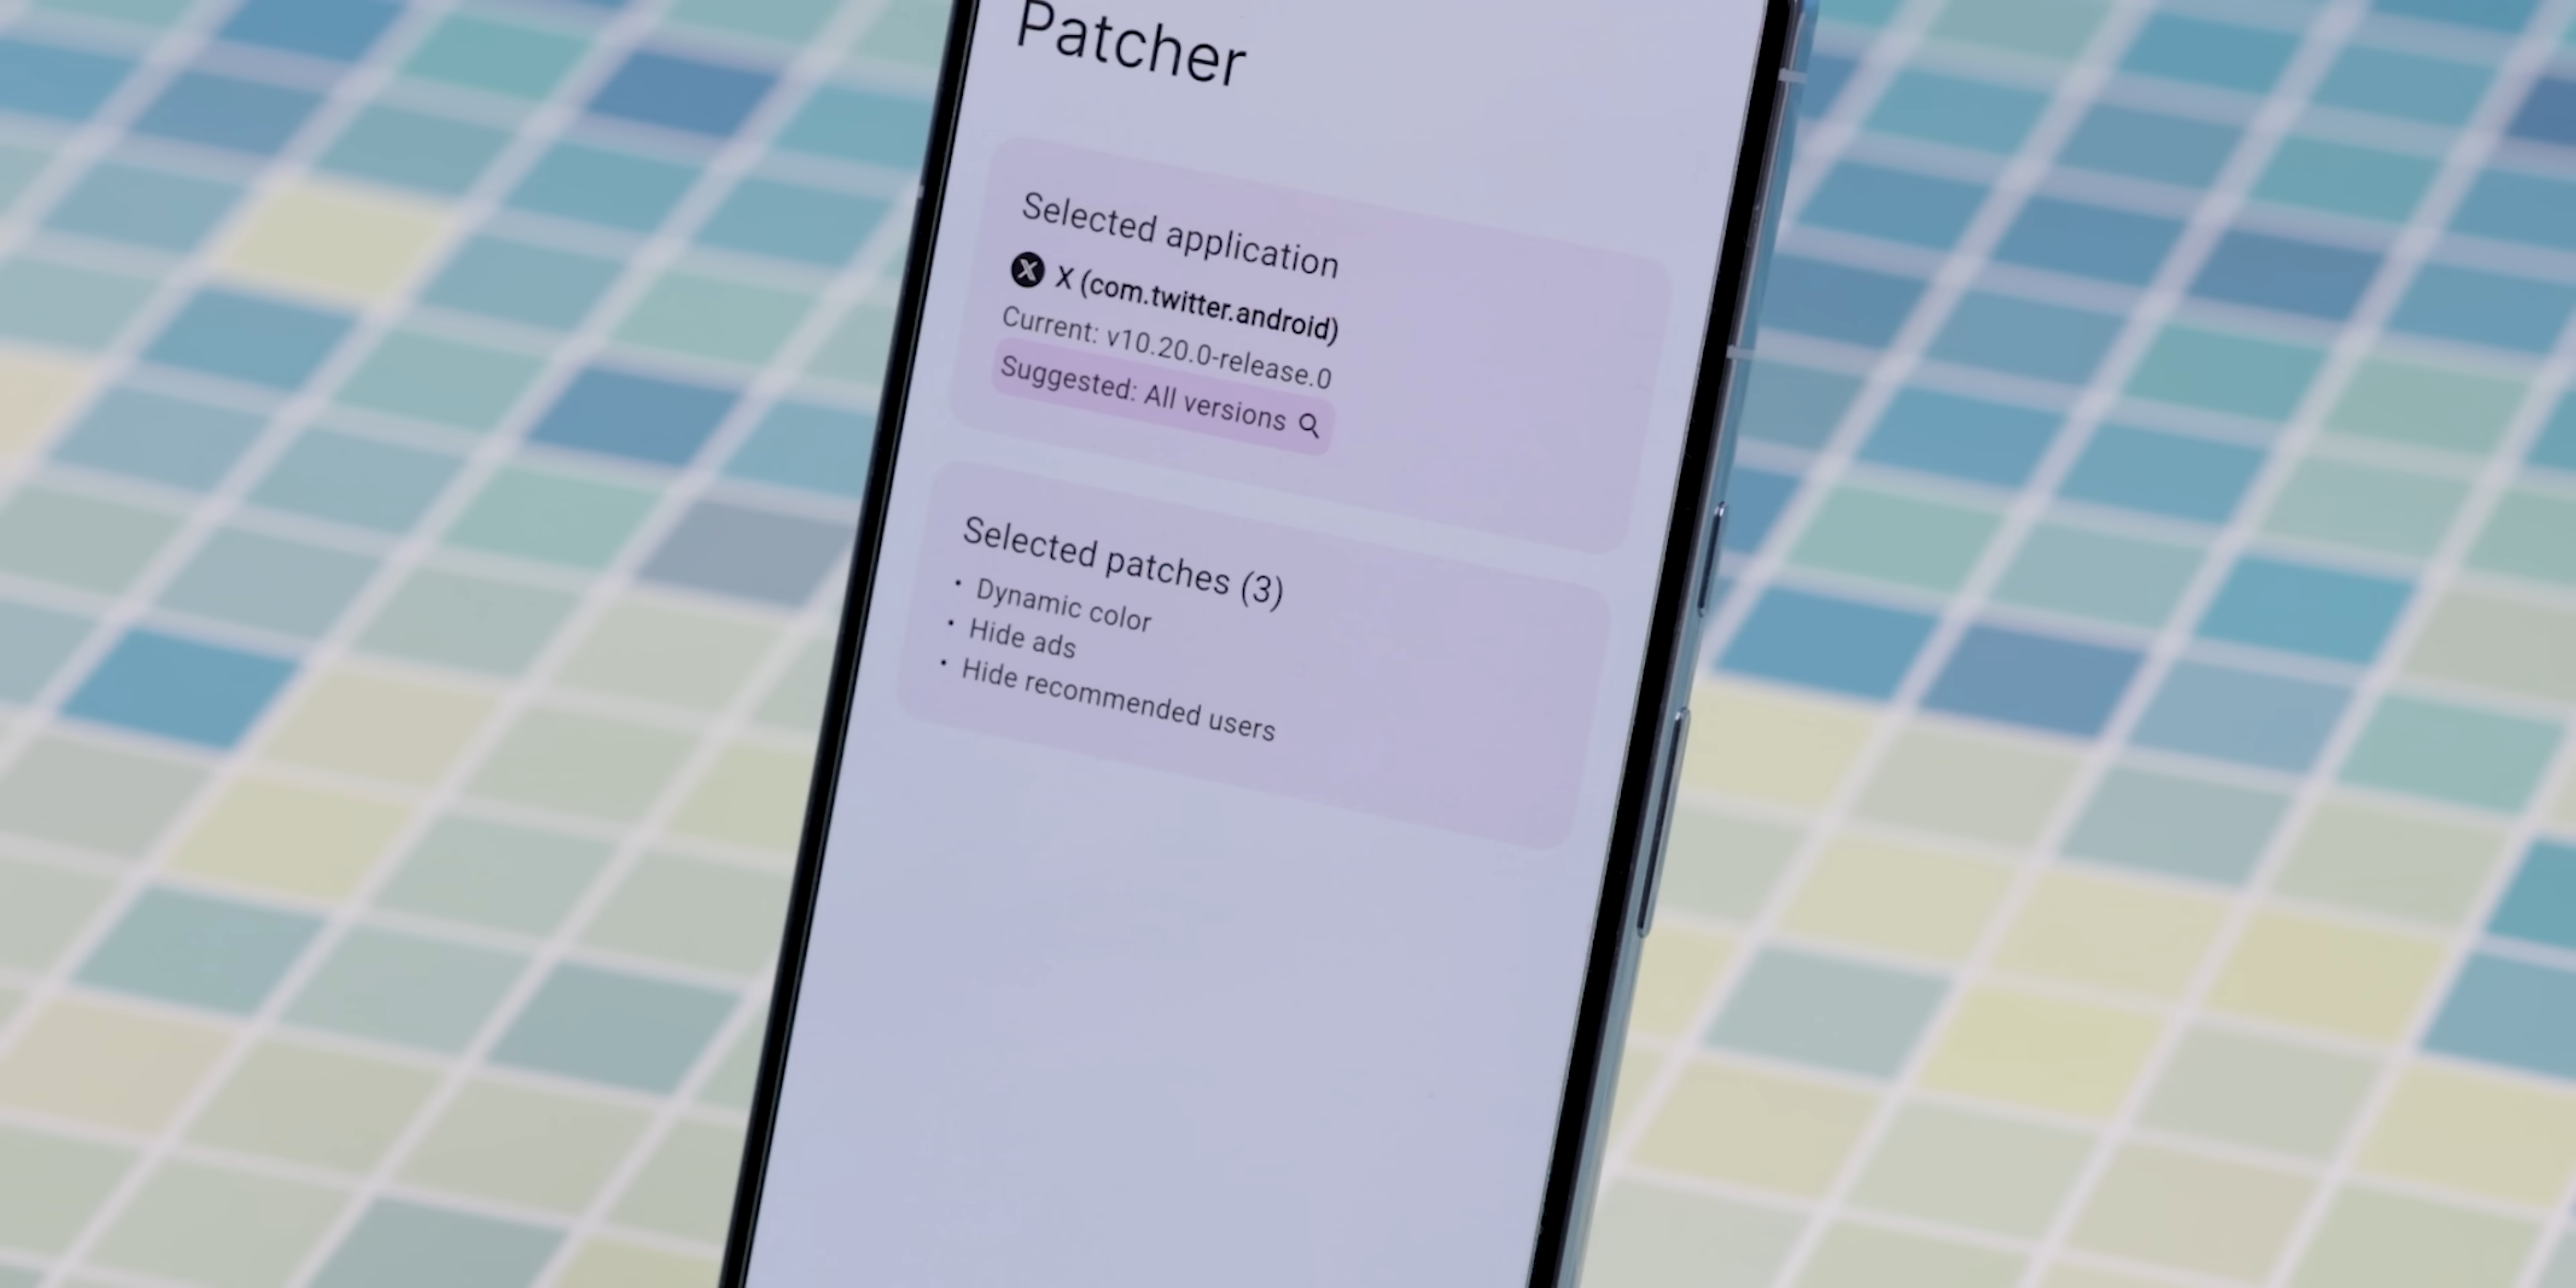 Patcher
Selected application
X X (com.twitter.android)
Current: v10.20.0-release.0
Suggested: All versions
Selected patches (3)
• Dynamic color
• Hide ads
• Hide recommended users